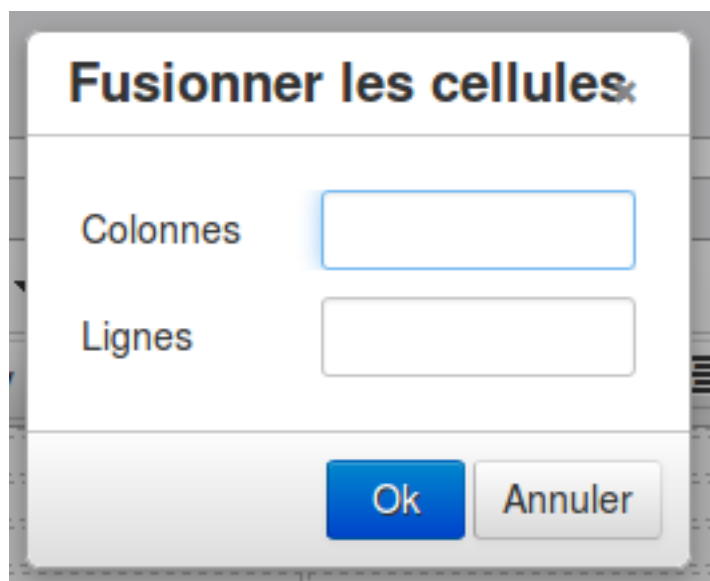 Fusionner les cellules
Colonnes
Lignes
Ok
Annuler